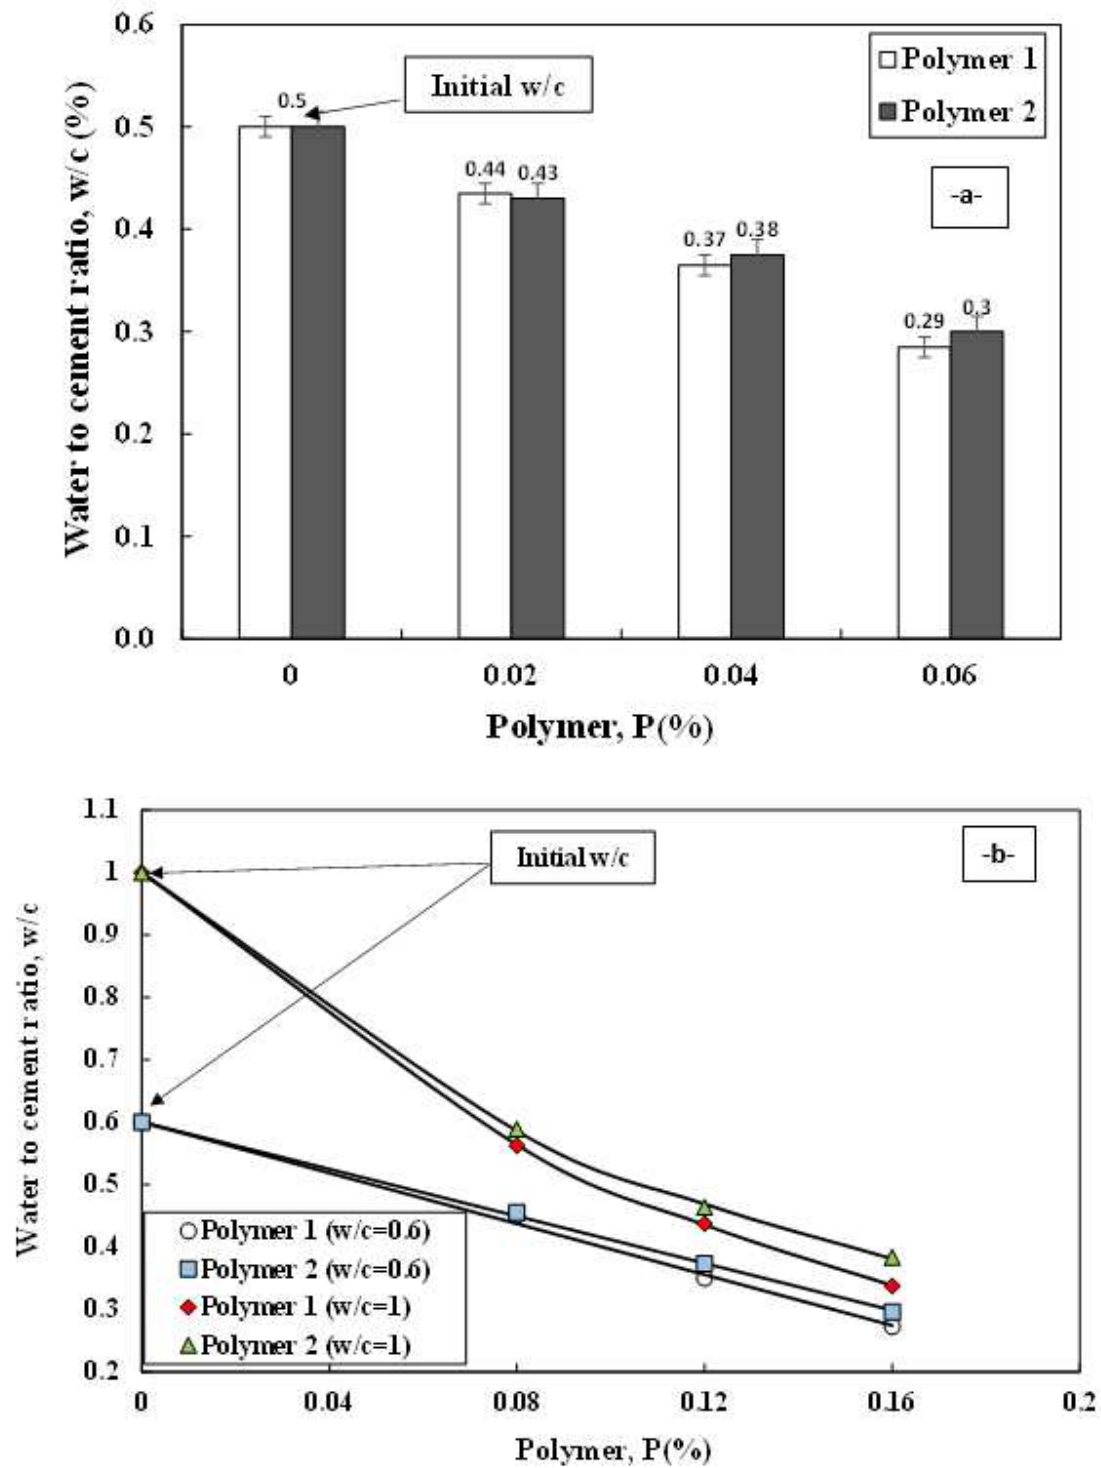 0.6
0.5
0.4
0.3
0.2
0.1
0.0
Water to cement ratio, w/c (%)
Initial w/c
Polymer 1
Polymer 2
-a-
0.5
0.44
0.43
0.37
0.38
0.29
0.3
0
0.02
0.04
0.06
Polymer, P(%)
1.1
1
0.9
0.8
0.7
0.6
0.5
0.4
0.3
0.2
Water to cement ratio, w/c
Initial w/c
-b-
Polymer 1 (w/c=0.6)
Polymer 2 (w/c=0.6)
Polymer 1 (w/c=1)
Polymer 2 (w/c=1)
0
0.04
0.08
0.12
0.16
0.2
Polymer, P(%)